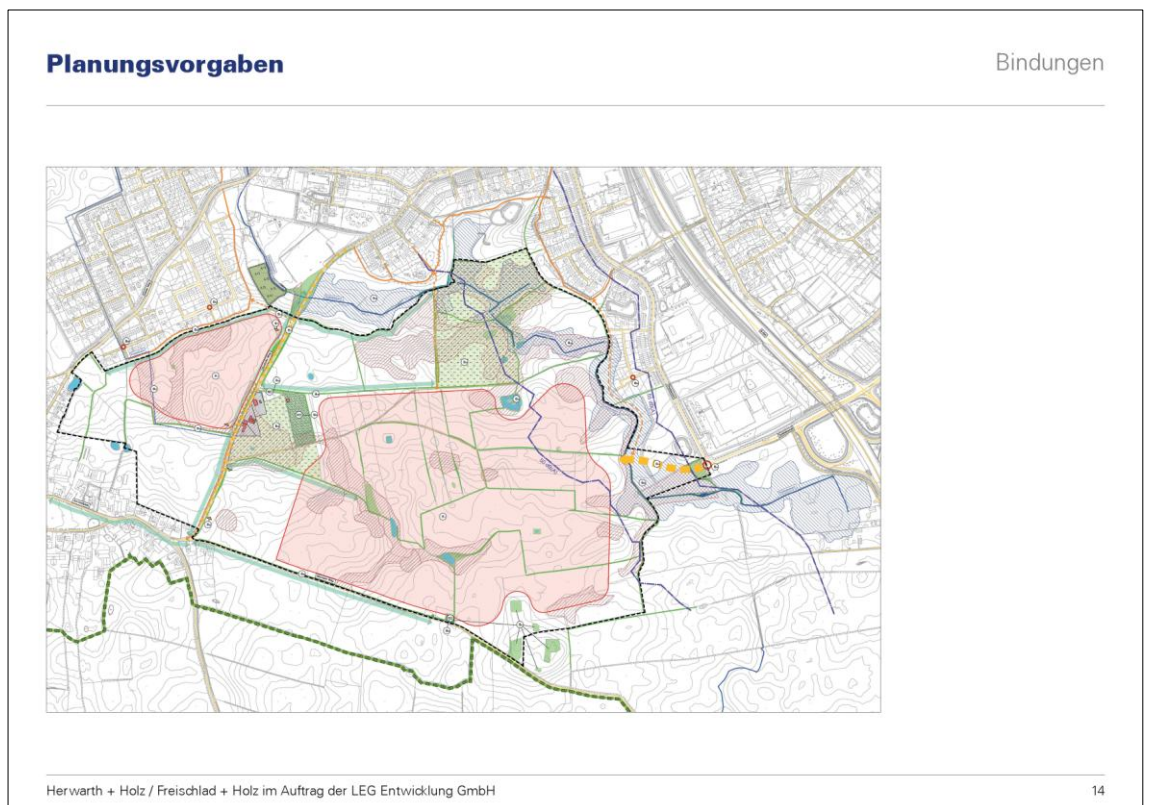 Planungsvorgaben
Bindungen
Herwarth + Holz / Freischlad + Holz im Auftrag der LEG Entwicklung GmbH
14